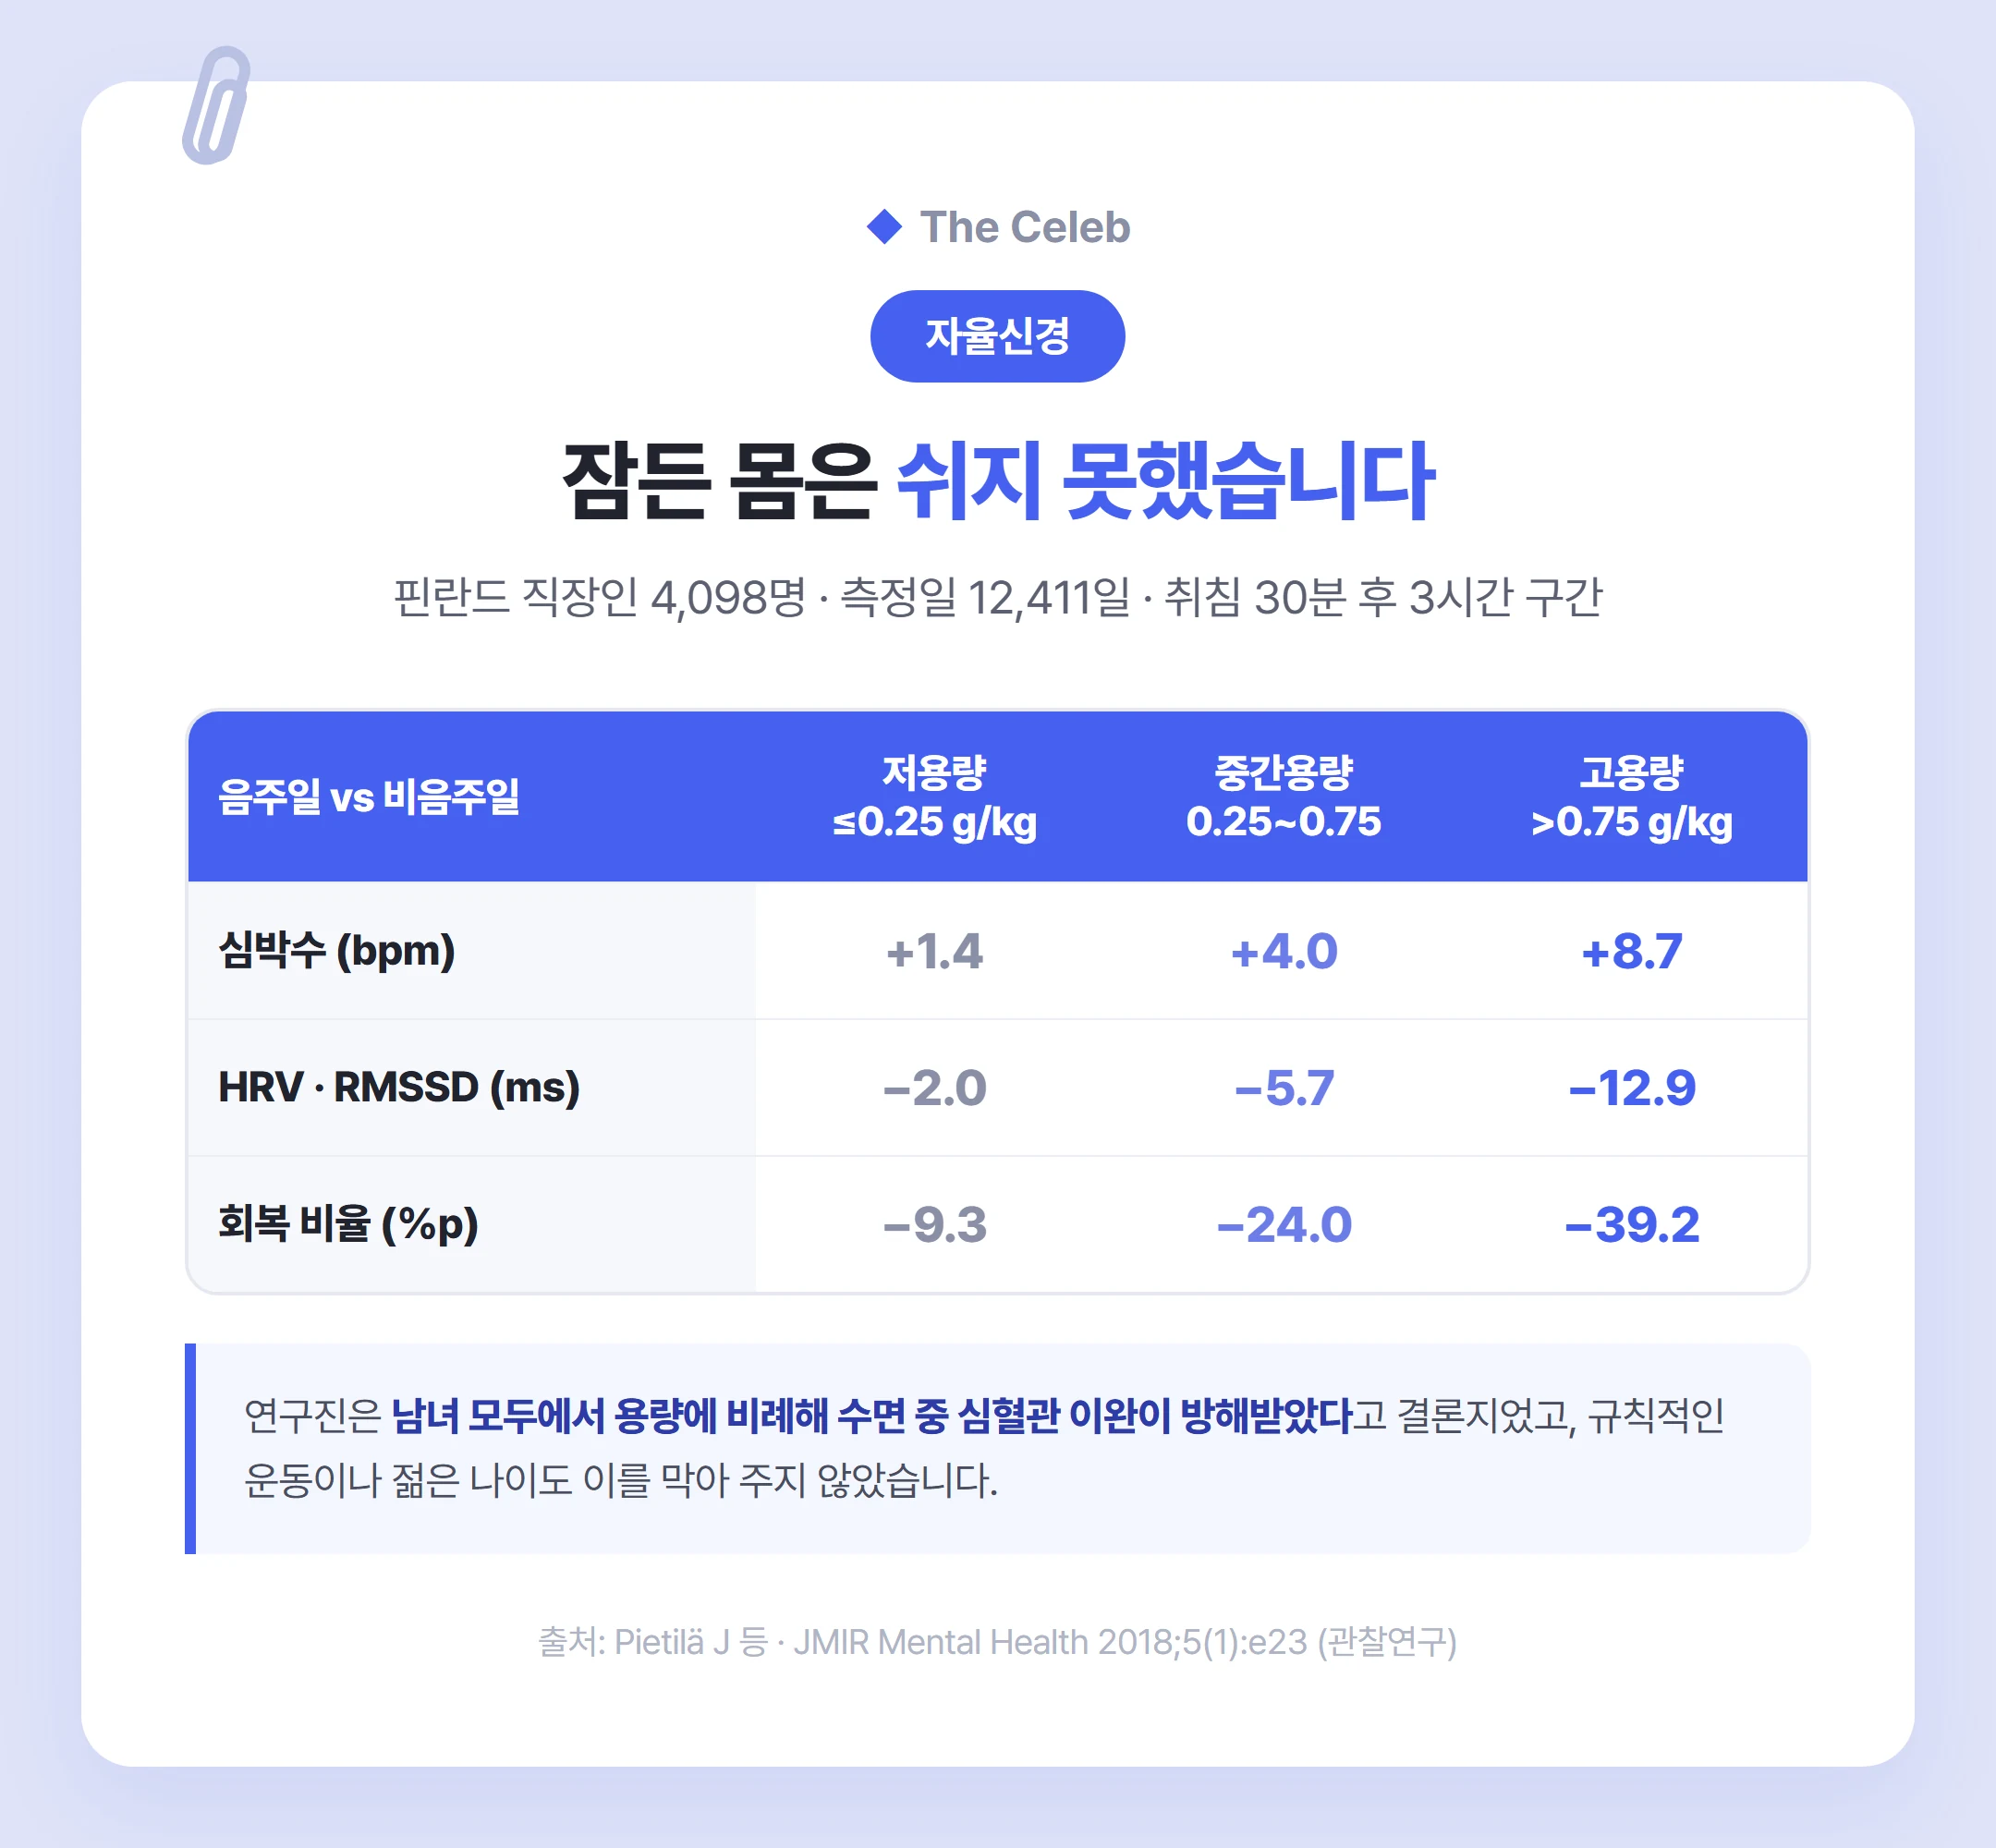 The Celeb
자율신경
잠든 몸은 쉬지 못했습니다
핀란드 직장인 4,098명 · 측정일 12,411일 · 취침 30분 후 3시간 구간
음주일 vs 비음주일
저용량
≤0.25 g/kg
중간용량
0.25~0.75
고용량
>0.75 g/kg
심박수 (bpm) +1.4 +4.0 +8.7
HRV · RMSSD (ms) −2.0 −5.7 −12.9
회복 비율 (%p) −9.3 −24.0 −39.2
연구진은 남녀 모두에서 용량에 비례해 수면 중 심혈관 이완이 방해받았다고 결론지었고, 규칙적인
운동이나 젊은 나이도 이를 막아 주지 않았습니다.
출처: Pietilä J 등 · JMIR Mental Health 2018;5(1):e23 (관찰연구)